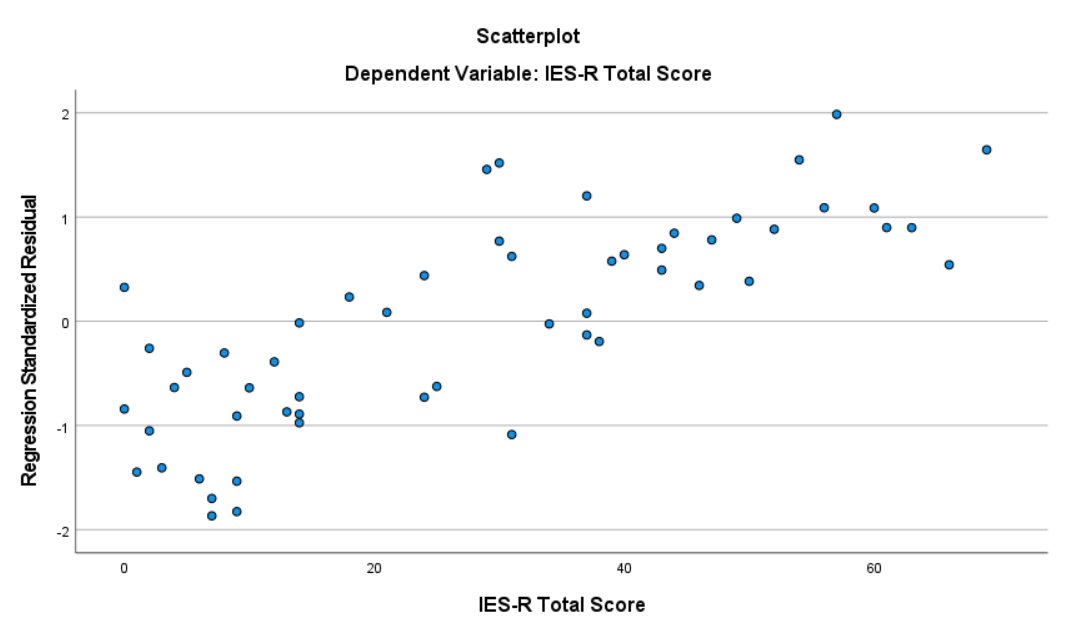 Scatterplot
Dependent Variable: IES-R Total Score
Regression Standardized Residual
2
1
0
-1
-2
0 20 40 60
IES-R Total Score